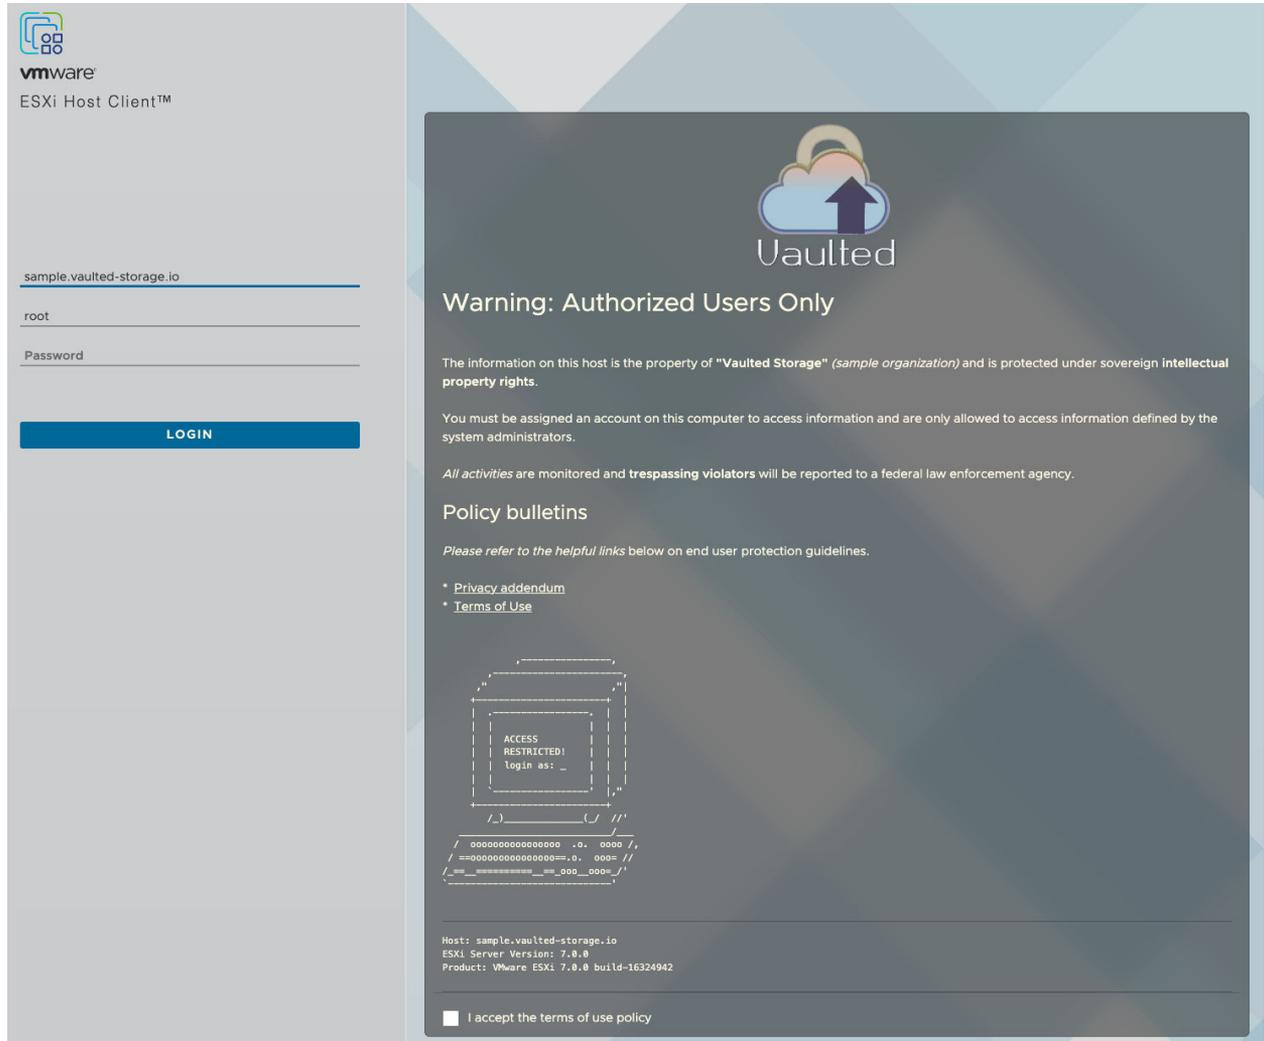 vmware
ESXi Host Client™
sample.vaulted-storage.io
root
Password
LOGIN
Vaulted
Warning: Authorized Users Only
The information on this host is the property of "Vaulted Storage" (sample organization) and is protected under sovereign intellectual
property rights.
You must be assigned an account on this computer to access information and are only allowed to access information defined by the
system administrators.
All activities are monitored and trespassing violators will be reported to a federal law enforcement agency.
Policy bulletins
Please refer to the helpful links below on end user protection guidelines.
* Privacy addendum
* Terms of Use
ACCESS
RESTRICTED!
login as: _
Host: sample.vaulted-storage.io
ESXi Server Version: 7.0.0
Product: VMware ESXi 7.0.0 build-16324942
I accept the terms of use policy